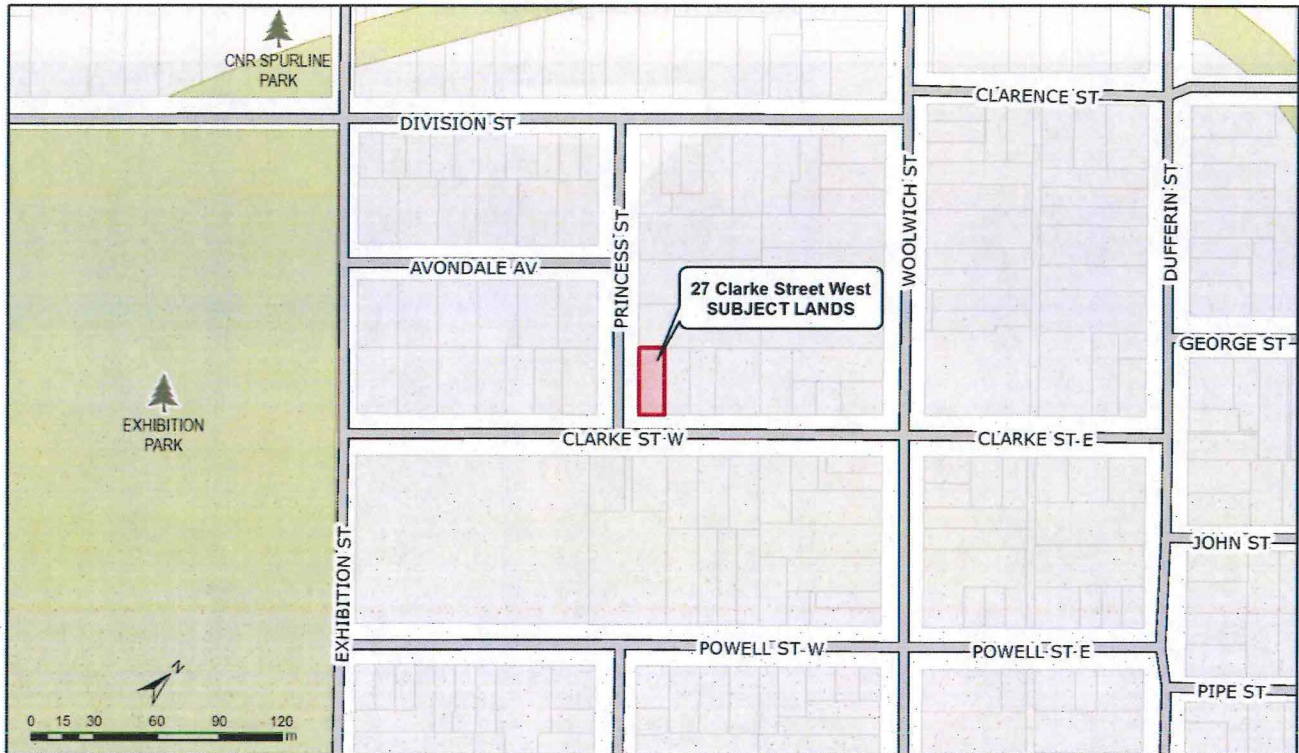 CNR SPURLINE
PARK
CLARENCE ST
DIVISION ST
PRINCESS ST
WOOLWICH ST
DUFFERIN ST
AVONDALE AV
27 Clarke Street West
SUBJECT LANDS
GEORGE ST
EXHIBITION
PARK
CLARKE ST W
CLARKE ST E
EXHIBITION ST
JOHN ST
POWELL ST W
POWELL ST E
PIPE ST
N
0 15 30 60 90 120
m